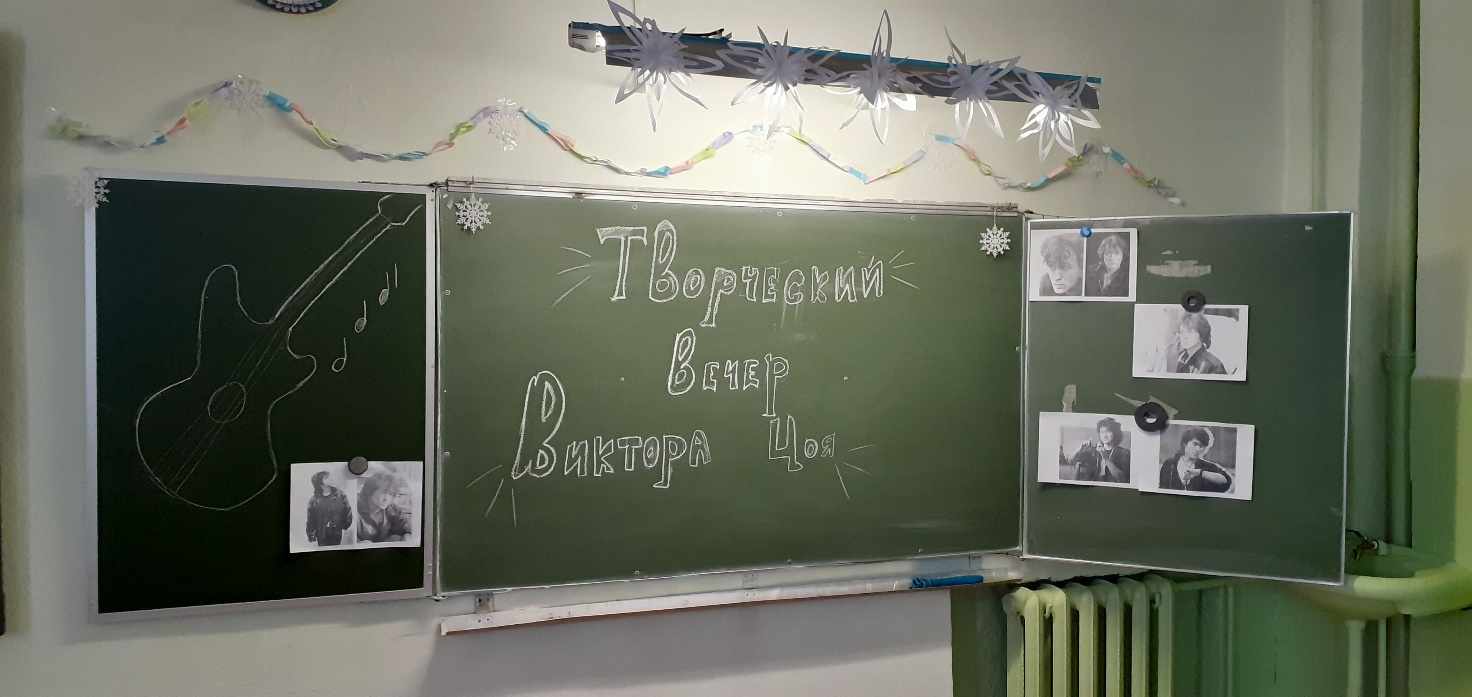 Творческий
вечер
Виктора Цоя